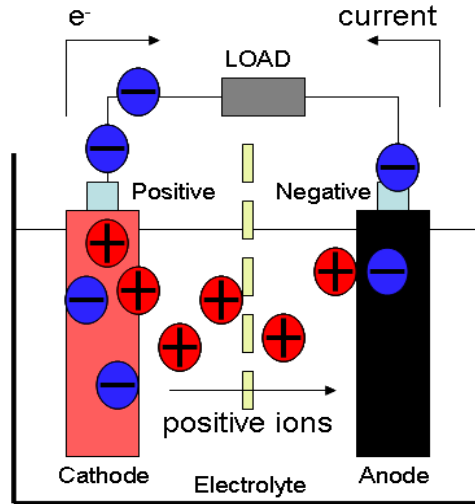 e-
current
LOAD
Positive
Negative
positive ions
Cathode
Electrolyte
Anode